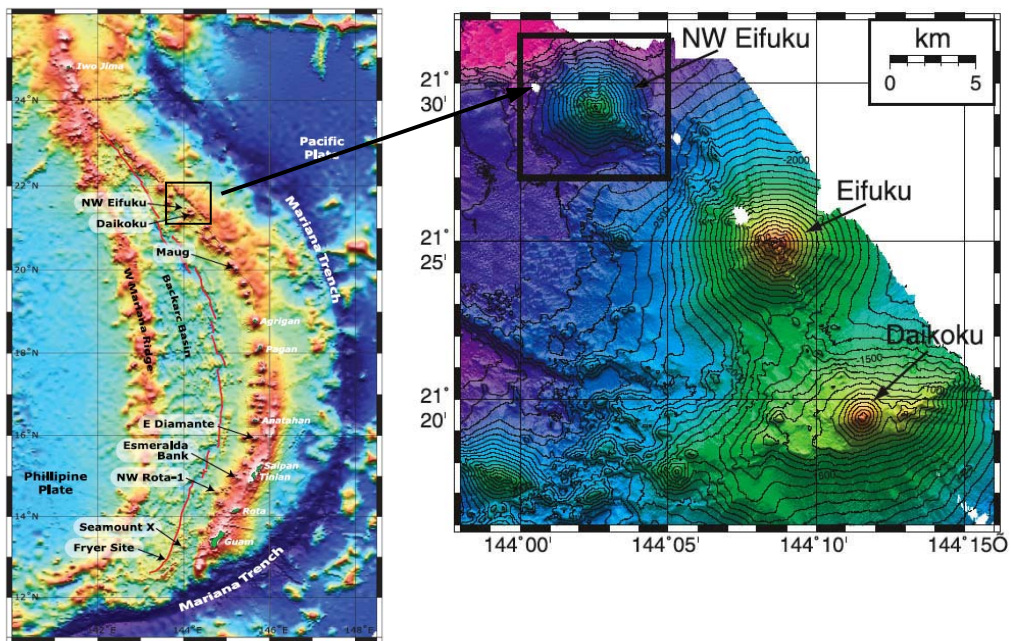 Iwo Jima
24˚
Pacific
Plate
22˚ N
NW Eifuku
Daikoku
Mariana Trench
Maug
20˚ N
W Mariana Ridge
Backarc Basin
Agrigan
Pagan
18˚ N
Anatahan
E Diamante
16˚ N
Esmeralda
Bank
Saipan
Tinian
NW Rota-1
Phillipine
Plate
14˚ N
Rota
Seamount X
Guam
Fryer Site
Mariana Trench
12˚ N
142˚E
144˚E
146˚E
148˚E
NW Eifuku
km
0
5
21˚
30'
-2000
Eifuku
21˚
25'
Daikoku
-1500
21˚
20'
144˚00'
144˚05'
144˚10'
144˚15